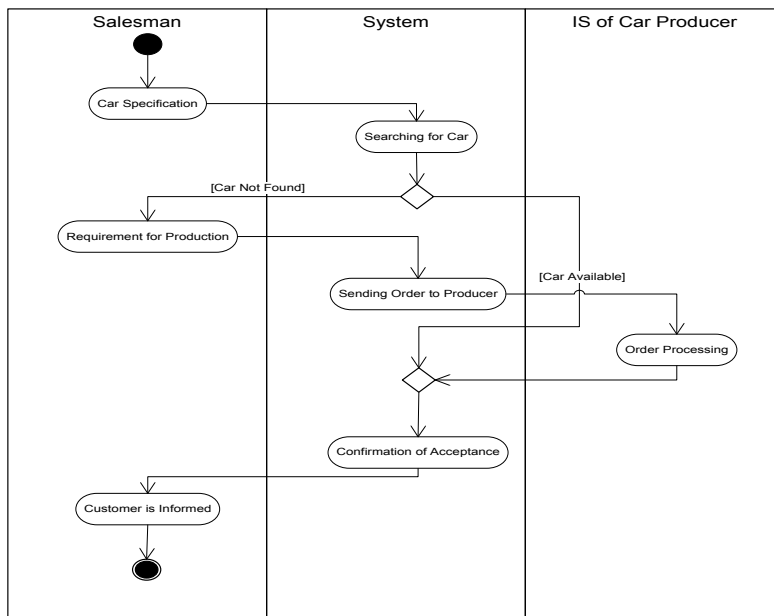 Salesman
System
IS of Car Producer
Car Specification
Searching for Car
[Car Not Found]
Requirement for Production
[Car Available]
Sending Order to Producer
Order Processing
Confirmation of Acceptance
Customer is Informed